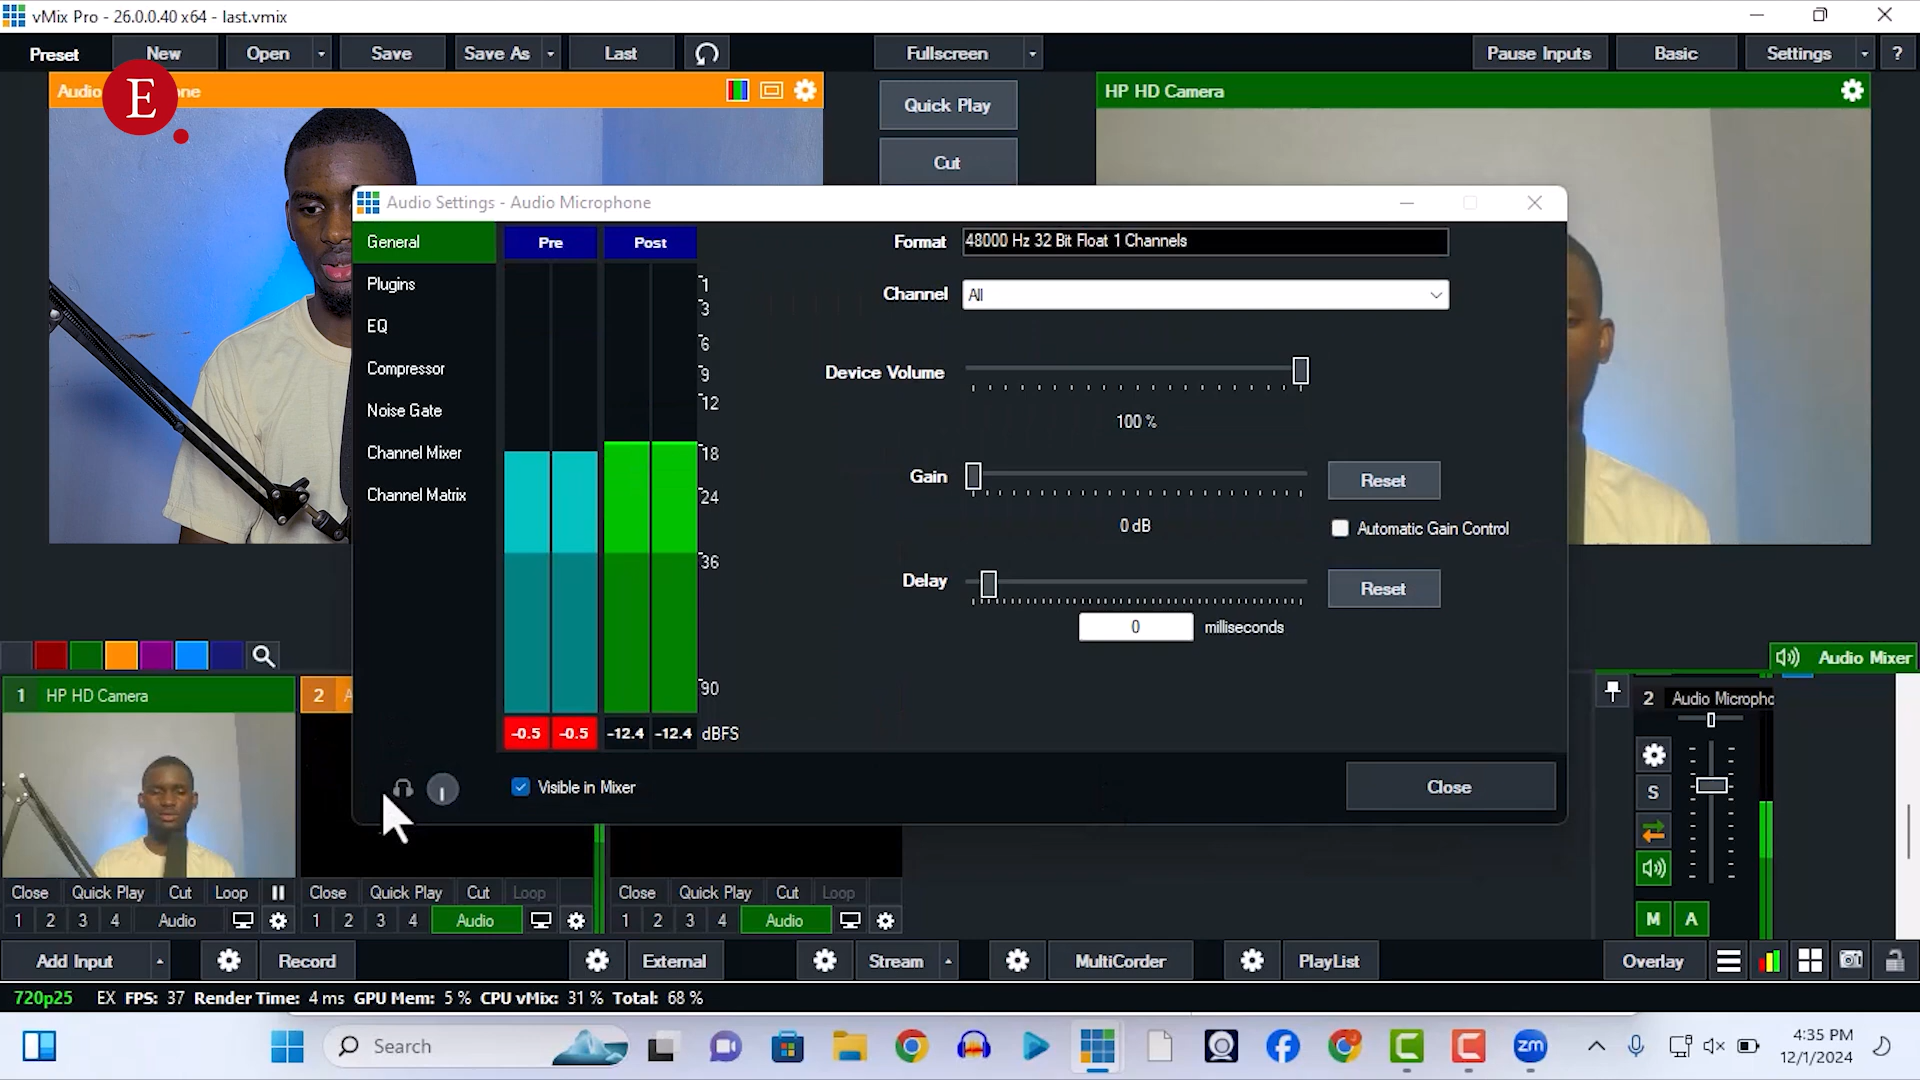 vMix Pro - 26.0.0.40 x64 - last.vmix
Preset New Open Save Save As Last Fullscreen Pause Inputs Basic Settings ?
Audio
E
Quick Play
HP HD Camera
Cut
Audio Settings - Audio Microphone
General
Plugins
EQ
Compressor
Noise Gate
Channel Mixer
Channel Matrix
Pre Post
1
3
6
9
12
18
24
36
90
-0.5 -0.5 -12.4 -12.4 dBFS
Format 48000 Hz 32 Bit Float 1 Channels
Channel All
Device Volume
100 %
Gain Reset
0 dB Automatic Gain Control
Delay Reset
0 milliseconds
Visible in Mixer
Close
Audio Mixer
1 HP HD Camera
2 A
2 Audio Micropho
S
M A
Close Quick Play Cut Loop Close Quick Play Cut Loop Close Quick Play Cut Loop
1 2 3 4 Audio 1 2 3 4 Audio 1 2 3 4 Audio
Add Input Record External Stream MultiCorder PlayList Overlay
720p25 EX FPS: 37 Render Time: 4 ms GPU Mem: 5 % CPU vMix: 31 % Total: 68 %
Search
zm
4:35 PM
12/1/2024